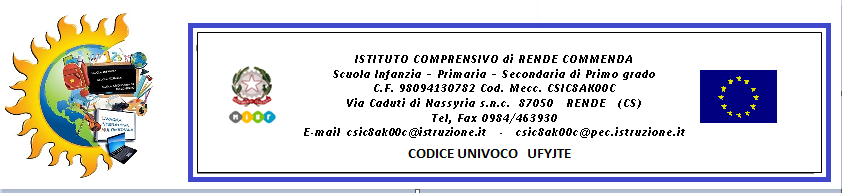 ISTITUTO COMPRENSIVO di RENDE COMMENDA
Scuola Infanzia - Primaria - Secondaria di Primo grado
C.F. 98094130782 Cod. Mecc. CSIC8AK00C
Via Caduti di Nassyria s.n.c. 87050 RENDE (CS)
Tel, Fax 0984/463930
E-mail csic8ak00c@istruzione.it - csic8ak00c@pec.istruzione.it
CODICE UNIVOCO UFYJTE